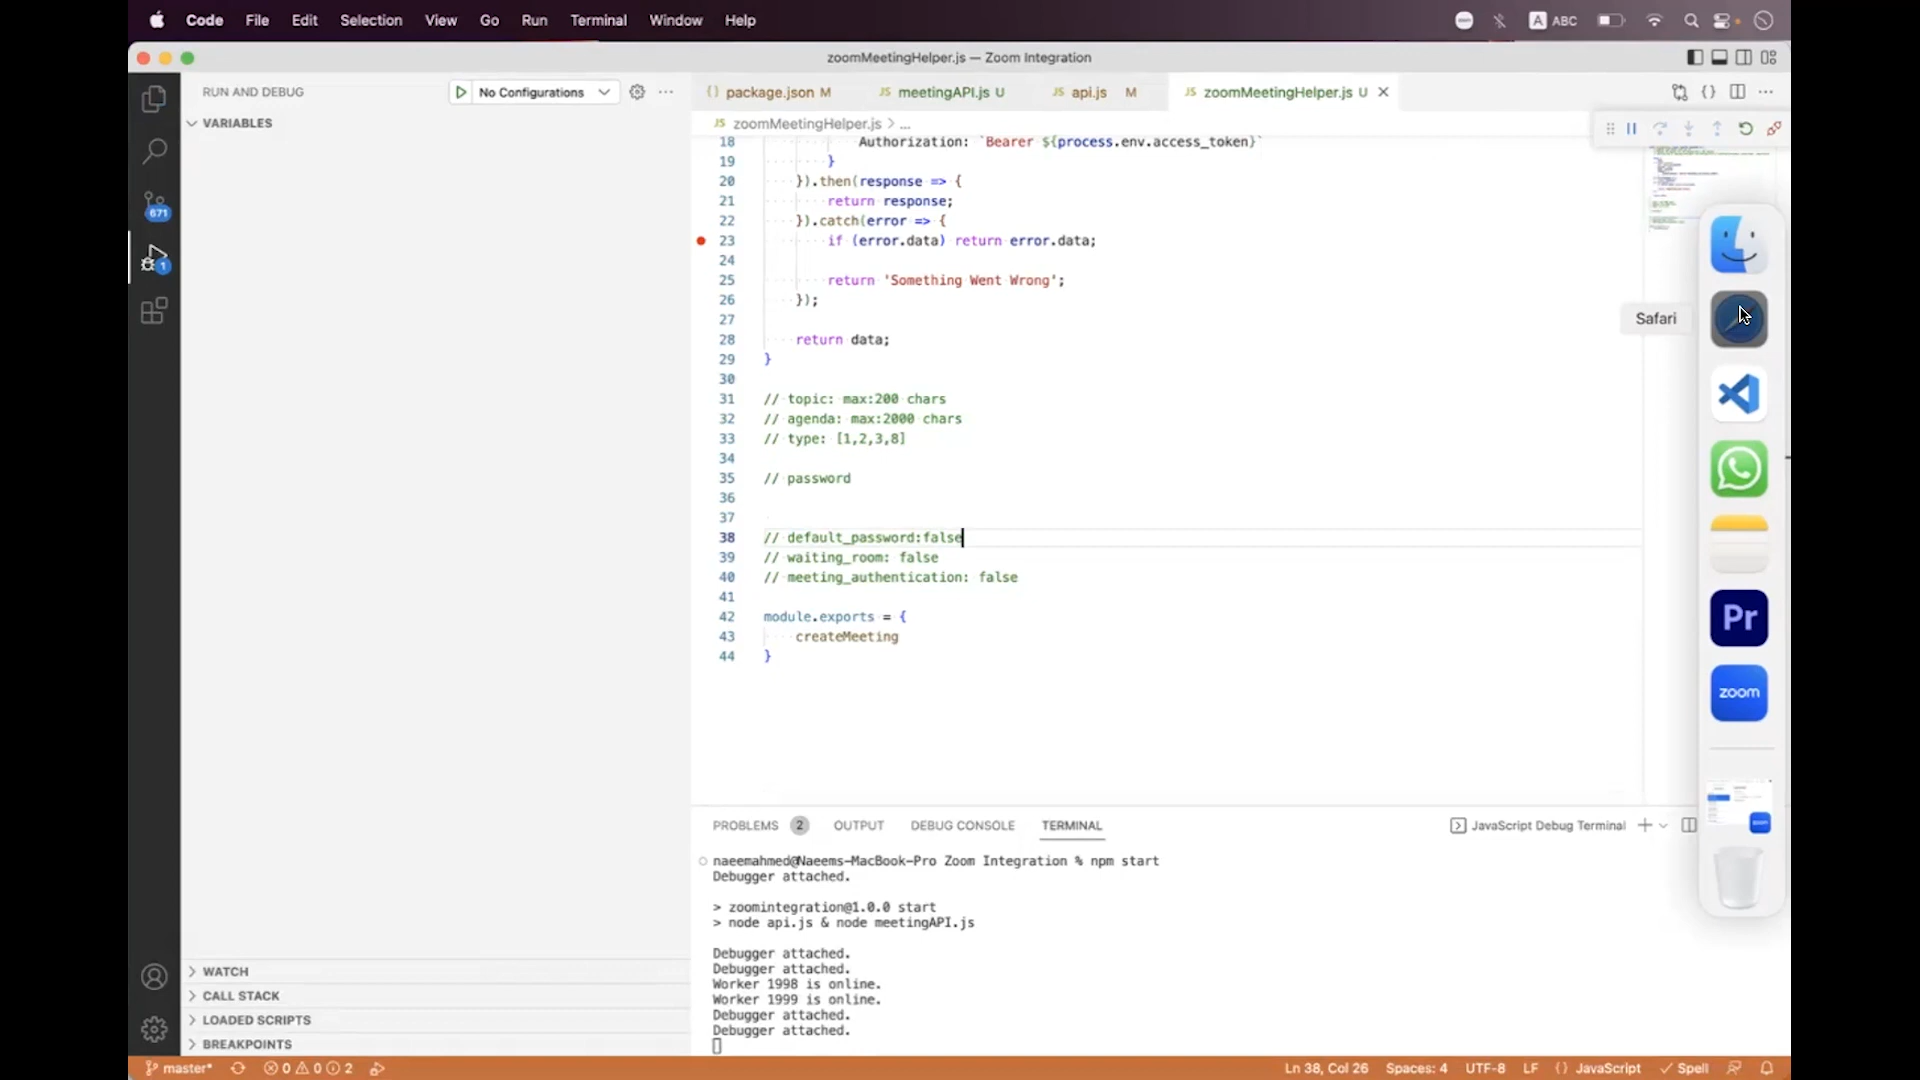 Code File Edit Selection View Go Run Terminal Window Help A ABC
zoomMeetingHelper.js — Zoom Integration
RUN AND DEBUG No Configurations ...
package.json M meetingAPI.js U api.js M zoomMeetingHelper.js U
VARIABLES
JS zoomMeetingHelper.js > ...
18 Authorization: `Bearer ${process.env.access_token}`
19 }
20 }).then(response => {
21 return response;
22 }).catch(error => {
23 if (error.data) return error.data;
24
25 return 'Something Went Wrong';
26 });
27
28 return data;
29 }
30
31 // topic: max:200 chars
32 // agenda: max:2000 chars
33 // type: [1,2,3,8]
34
35 // password
36
37
38 // default_password:false
39 // waiting_room: false
40 // meeting_authentication: false
41
42 module.exports = {
43 createMeeting
44 }
671
1
Safari
Pr
zoom
zoom
PROBLEMS 2 OUTPUT DEBUG CONSOLE TERMINAL JavaScript Debug Terminal
naeemahmed@Naeems-MacBook-Pro Zoom Integration % npm start
Debugger attached.
> zoomintegration@1.0.0 start
> node api.js & node meetingAPI.js
Debugger attached.
Debugger attached.
Worker 1998 is online.
Worker 1999 is online.
Debugger attached.
Debugger attached.
WATCH
CALL STACK
LOADED SCRIPTS
BREAKPOINTS
master* 0 0 2 Ln 38, Col 26 Spaces: 4 UTF-8 LF {} JavaScript Spell